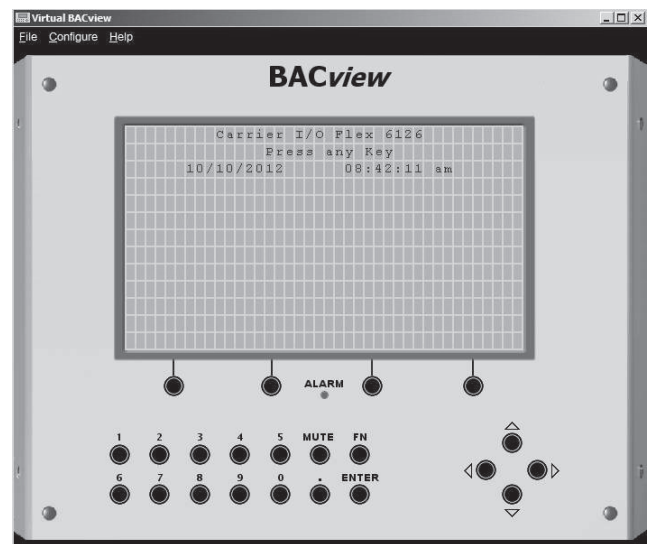 Virtual BACview
File Configure Help
BACview
Carrier I/O Flex 6126
Press any Key
10/10/2012 08:42:11 am
ALARM
1 2 3 4 5 MUTE FN
6 7 8 9 0 . ENTER